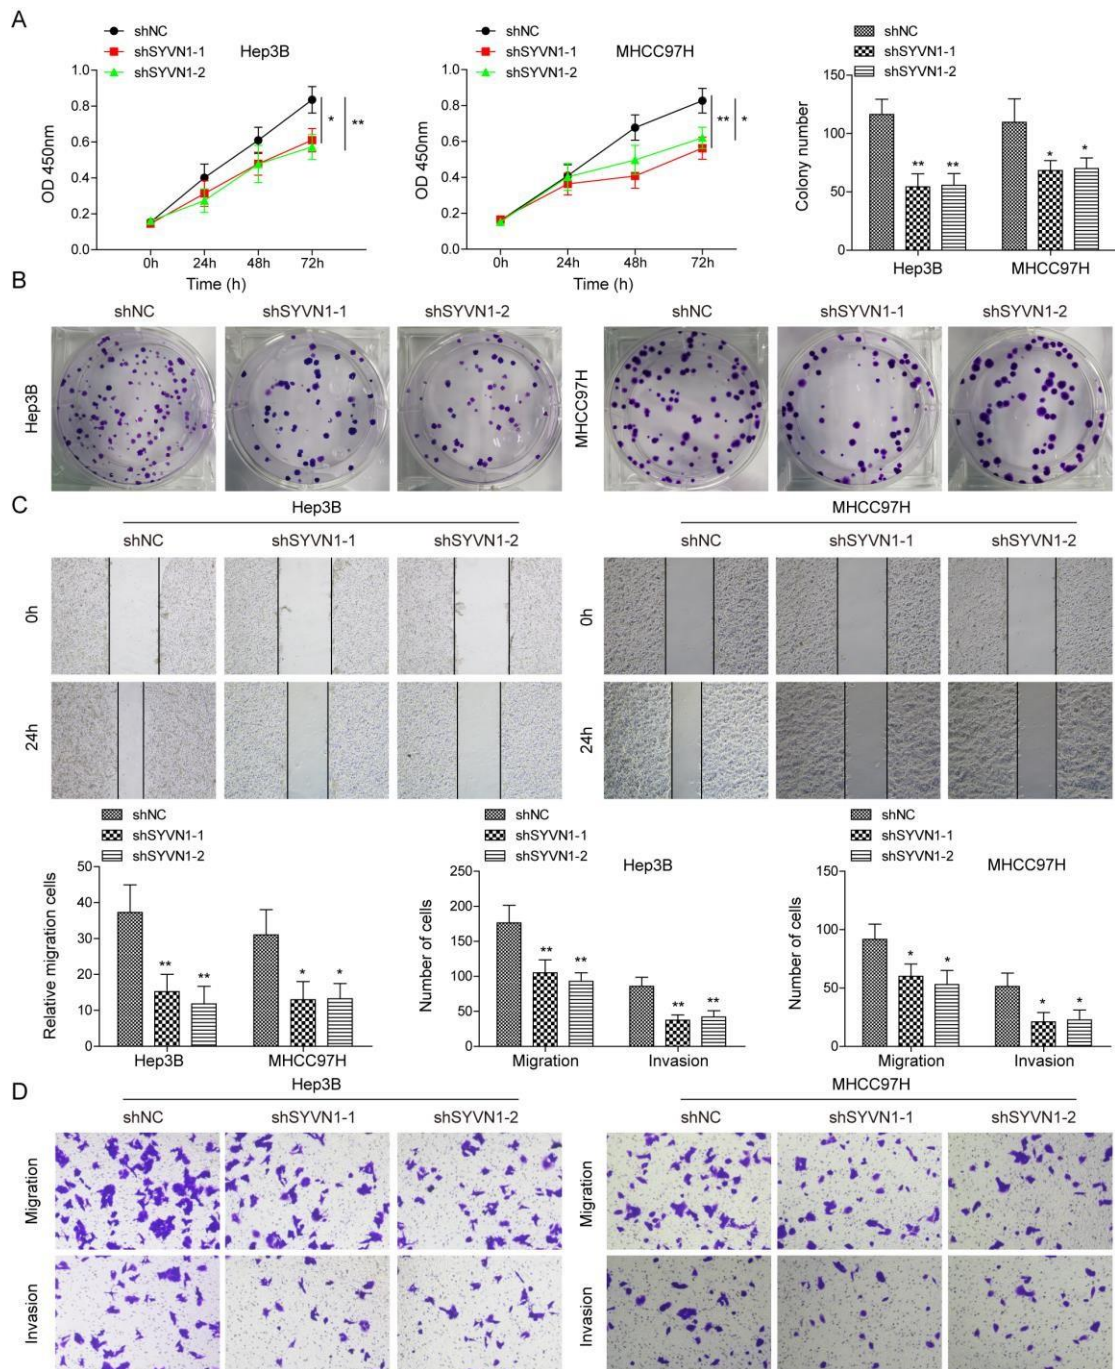 A
shNC
shSYVN1-1
shSYVN1-2
Hep3B
OD 450nm
1.0
0.8
0.6
0.4
0.2
0.0
*
**
0h 24h 48h 72h
Time (h)
shNC
shSYVN1-1
shSYVN1-2
MHCC97H
OD 450nm
1.0
0.8
0.6
0.4
0.2
0.0
**
*
0h 24h 48h 72h
Time (h)
shNC
shSYVN1-1
shSYVN1-2
Colony number
150
100
50
0
** ** * *
Hep3B MHCC97H
B
shNC shSYVN1-1 shSYVN1-2 shNC shSYVN1-1 shSYVN1-2
Hep3B
MHCC97H
C
Hep3B MHCC97H
shNC shSYVN1-1 shSYVN1-2 shNC shSYVN1-1 shSYVN1-2
0h 0h
24h 24h
shNC
shSYVN1-1
shSYVN1-2
Relative migration cells
50
40
30
20
10
0
** ** * *
Hep3B MHCC97H
shNC
shSYVN1-1
shSYVN1-2
Hep3B
Number of cells
250
200
150
100
50
0
** ** ** **
Migration Invasion
shNC
shSYVN1-1
shSYVN1-2
MHCC97H
Number of cells
150
100
50
0
* * * *
Migration Invasion
D
Hep3B MHCC97H
shNC shSYVN1-1 shSYVN1-2 shNC shSYVN1-1 shSYVN1-2
Migration Migration
Invasion Invasion